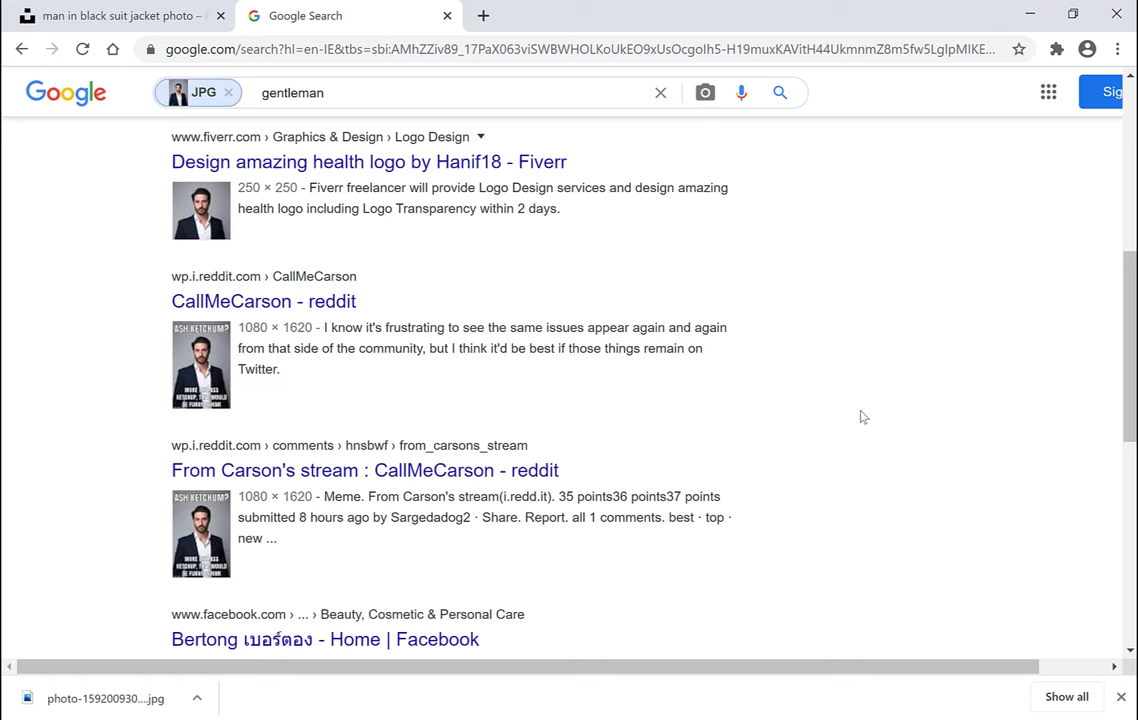 man in black suit jacket photo –
Google Search
google.com/search?hl=en-IE&tbs=sbi:AMhZZiv89_17PaX063viSWBWHOLKoUkEO9xUsOcgoIh5-H19muxKAVitH44UkmnmZ8m5fw5LglpMIKE...
Google
JPG
gentleman
Sig
www.fiverr.com › Graphics & Design › Logo Design
Design amazing health logo by Hanif18 - Fiverr
250 × 250 - Fiverr freelancer will provide Logo Design services and design amazing
health logo including Logo Transparency within 2 days.
wp.i.reddit.com › CallMeCarson
CallMeCarson - reddit
ASH KETCHUM?
1080 × 1620 - I know it's frustrating to see the same issues appear again and again
from that side of the community, but I think it'd be best if those things remain on
Twitter.
wp.i.reddit.com › comments › hnsbwf › from_carsons_stream
From Carson's stream : CallMeCarson - reddit
ASH KETCHUM?
1080 × 1620 - Meme. From Carson's stream(i.redd.it). 35 points36 points37 points
submitted 8 hours ago by Sargedadog2 · Share. Report. all 1 comments. best · top ·
new ...
www.facebook.com › ... › Beauty, Cosmetic & Personal Care
Bertong เบอร์ตอง - Home | Facebook
photo-159200930....jpg
Show all